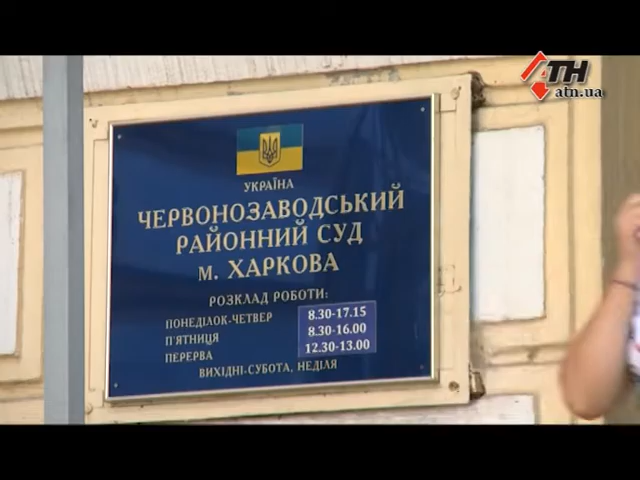 АТН
atn.ua
УКРАЇНА
ЧЕРВОНОЗАВОДСЬКИЙ
РАЙОННИЙ СУД
М. ХАРКОВА
РОЗКЛАД РОБОТИ:
ПОНЕДІЛОК-ЧЕТВЕР 8.30-17.15
П'ЯТНИЦЯ 8.30-16.00
ПЕРЕРВА 12.30-13.00
ВИХІДНІ-СУБОТА, НЕДІЛЯ